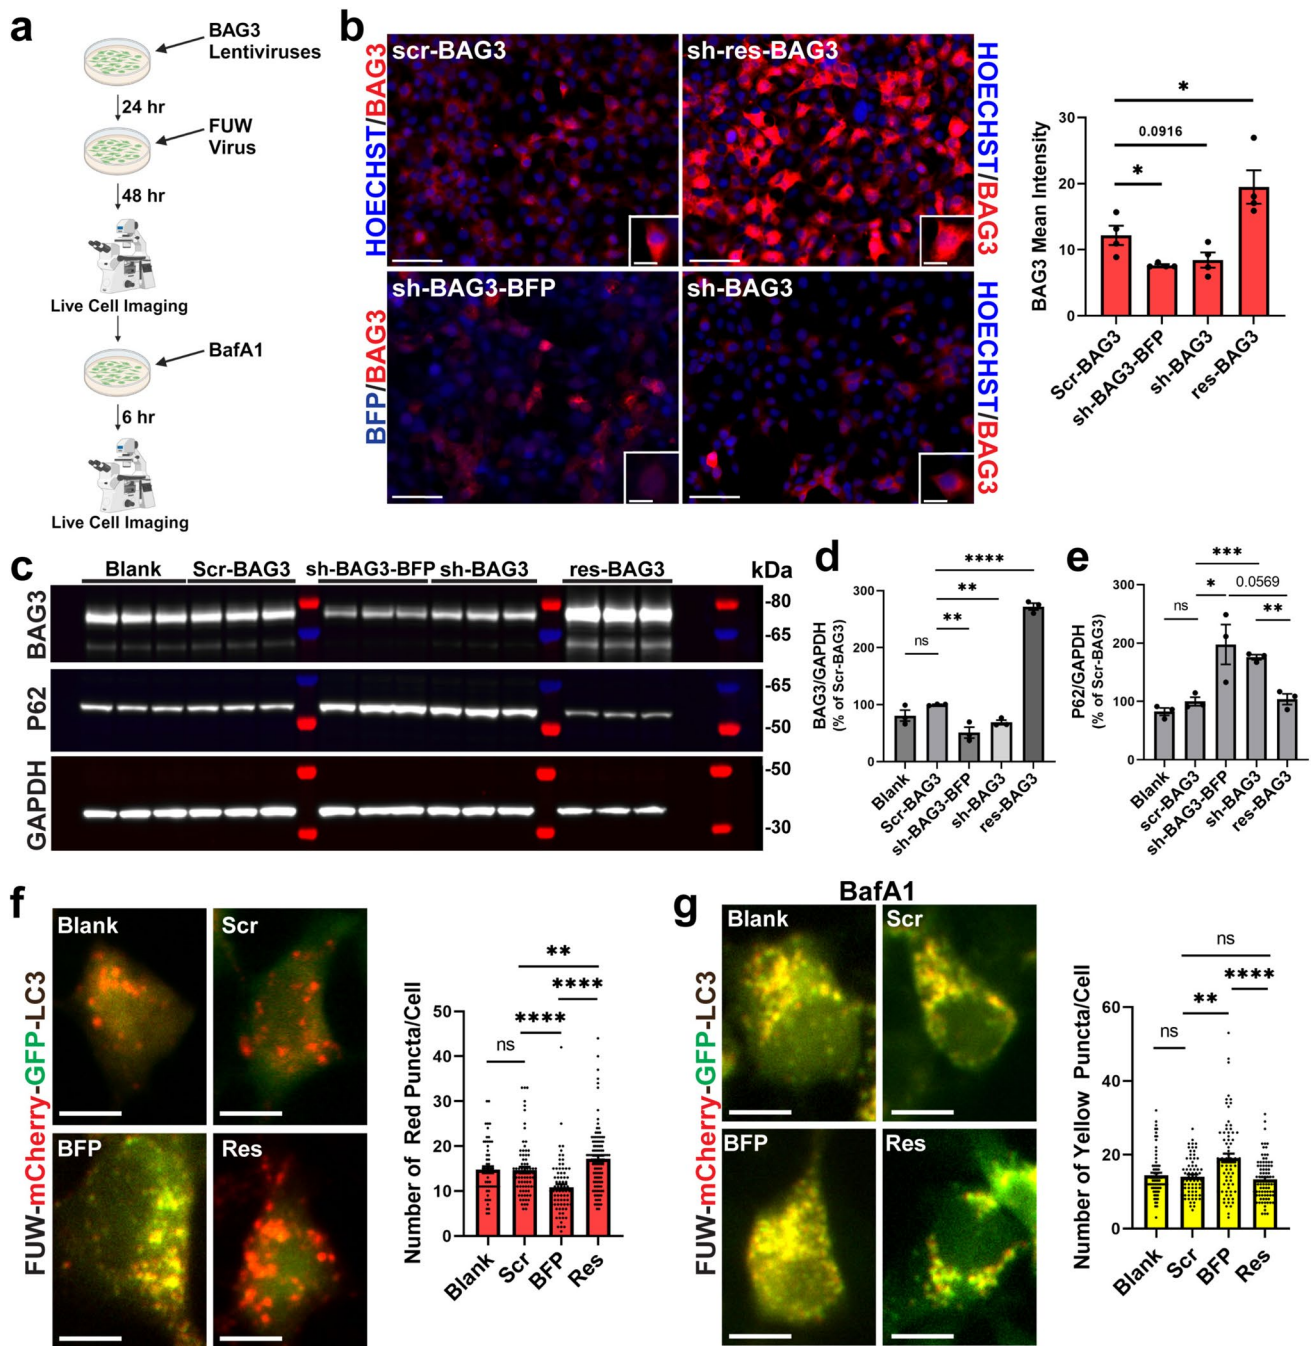 a
BAG3
Lentiviruses
24 hr
FUW
Virus
48 hr
Live Cell Imaging
BafA1
6 hr
Live Cell Imaging
b
HOECHST/BAG3
scr-BAG3
sh-res-BAG3
HOECHST/BAG3
BFP/BAG3
sh-BAG3-BFP
sh-BAG3
HOECHST/BAG3
BAG3 Mean Intensity
30
20
10
0
*
0.0916
*
Scr-BAG3
sh-BAG3-BFP
sh-BAG3
res-BAG3
c
Blank
Scr-BAG3
sh-BAG3-BFP
sh-BAG3
res-BAG3
kDa
BAG3
-80
-65
P62
-65
-50
GAPDH
-50
-30
d
BAG3/GAPDH
(% of Scr-BAG3)
300
200
100
0
****
**
**
ns
Blank
Scr-BAG3
sh-BAG3-BFP
sh-BAG3
res-BAG3
e
P62/GAPDH
(% of Scr-BAG3)
300
200
100
0
***
* 0.0569
ns
**
Blank
scr-BAG3
sh-BAG3-BFP
sh-BAG3
res-BAG3
f
FUW-mCherry-GFP-LC3
Blank
Scr
BFP
Res
Number of Red Puncta/Cell
50
40
30
20
10
0
**
****
****
ns
Blank
Scr
BFP
Res
g
BafA1
FUW-mCherry-GFP-LC3
Blank
Scr
BFP
Res
Number of Yellow Puncta/Cell
60
40
20
0
ns
****
**
ns
Blank
Scr
BFP
Res